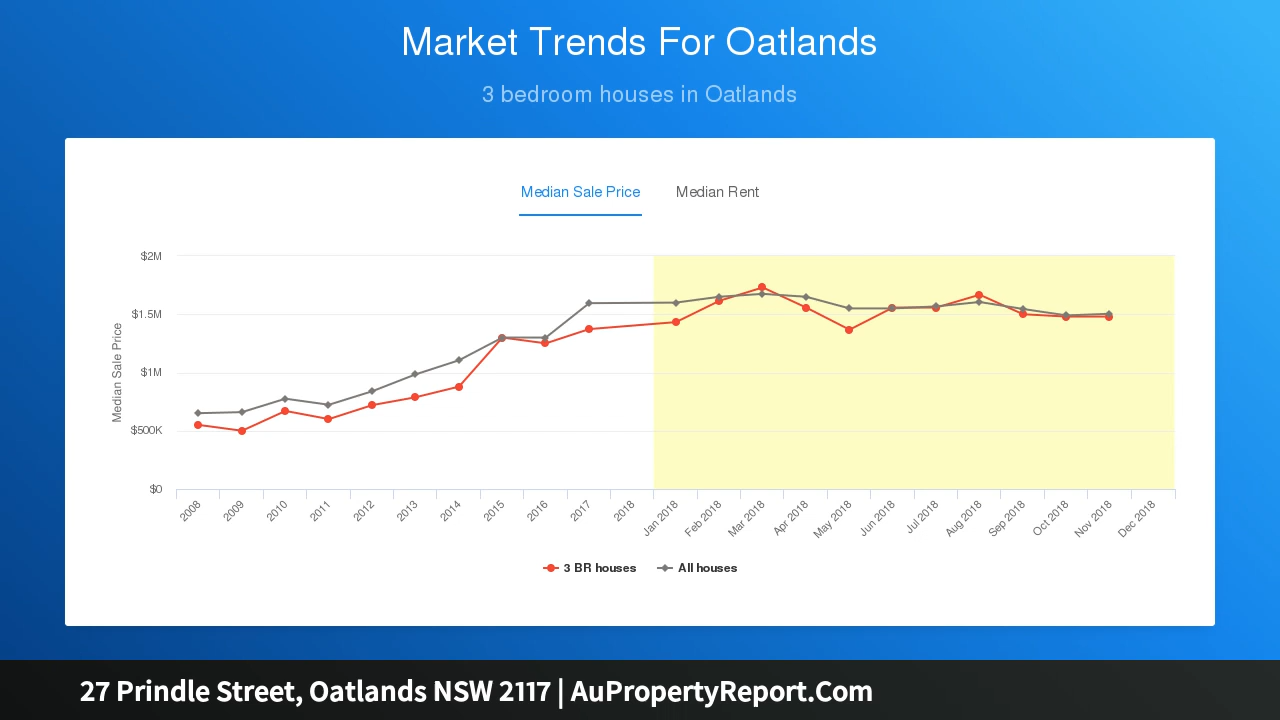 Market Trends For Oatlands
3 bedroom houses in Oatlands
Median Sale Price
Median Rent
$2M
$1.5M
$1M
$500K
$0
Median Sale Price
2008
2009
2010
2011
2012
2013
2014
2015
2016
2017
2018
Jan 2018
Feb 2018
Mar 2018
Apr 2018
May 2018
Jun 2018
Jul 2018
Aug 2018
Sep 2018
Oct 2018
Nov 2018
Dec 2018
3 BR houses
All houses
27 Prindle Street, Oatlands NSW 2117 | AuPropertyReport.Com